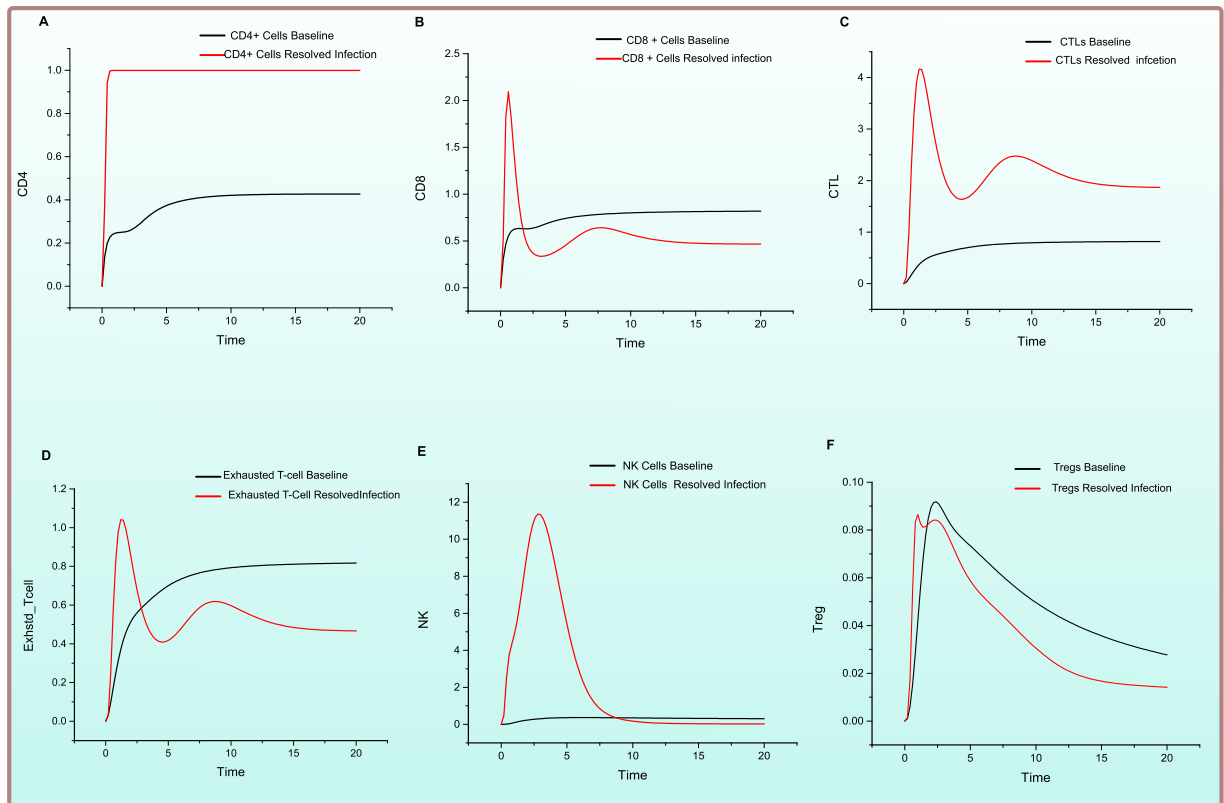 A
CD4+ Cells Baseline
CD4+ Cells Resolved Infection
CD4
1.0
0.8
0.6
0.4
0.2
0.0
0 5 10 15 20
Time
B
CD8 + Cells Baseline
CD8 + Cells Resolved infection
CD8
2.5
2.0
1.5
1.0
0.5
0.0
0 5 10 15 20
Time
C
CTLs Baseline
CTLs Resolved infcetion
CTL
4
3
2
1
0
0 5 10 15 20
Time
D
Exhausted T-cell Baseline
Exhausted T-Cell ResolvedInfection
Exhstd_Tcell
1.2
1.0
0.8
0.6
0.4
0.2
0.0
0 5 10 15 20
Time
E
NK Cells Baseline
NK Cells Resolved Infection
NK
12
10
8
6
4
2
0
0 5 10 15 20
Time
F
Tregs Baseline
Tregs Resolved Infection
Treg
0.10
0.08
0.06
0.04
0.02
0.00
0 5 10 15 20
Time